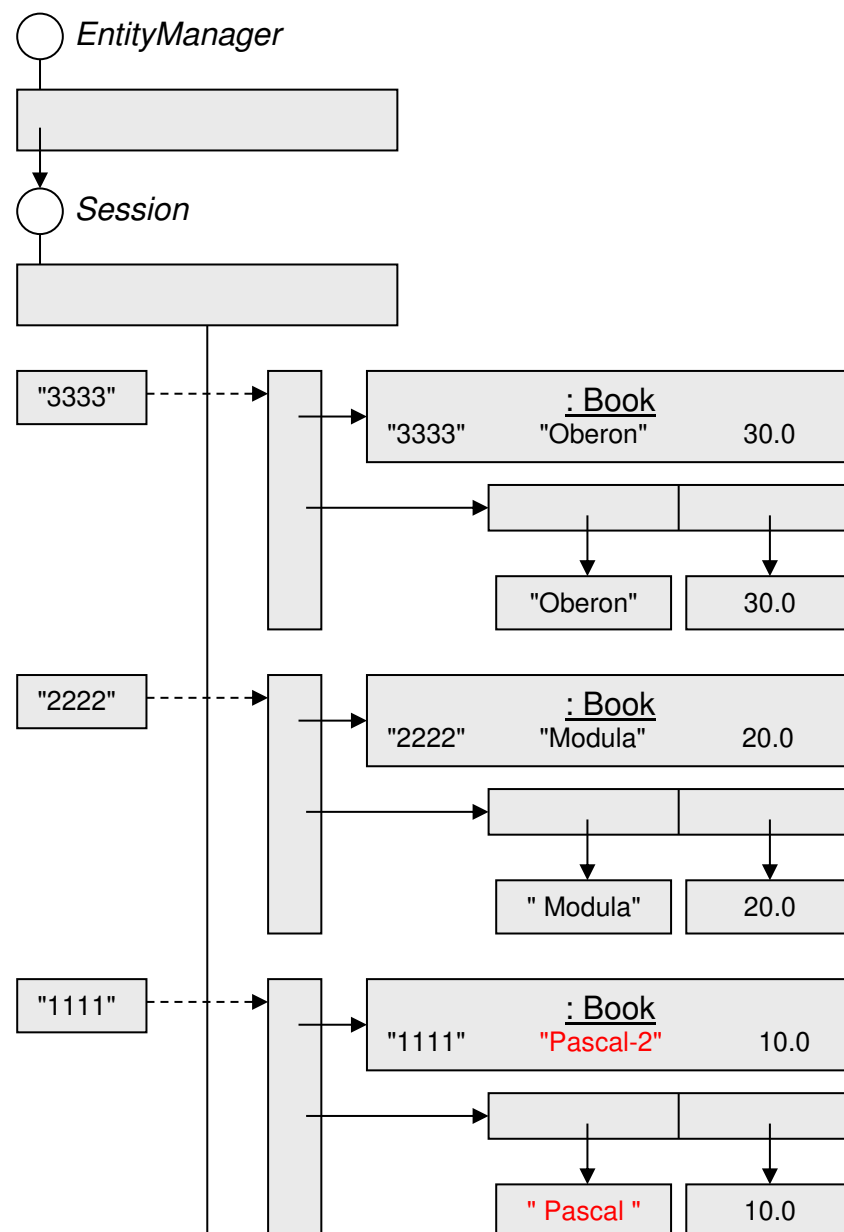 EntityManager
Session
"3333"
: Book
"3333" "Oberon" 30.0
"Oberon" 30.0
"2222"
: Book
"2222" "Modula" 20.0
" Modula" 20.0
"1111"
: Book
"1111" "Pascal-2" 10.0
" Pascal " 10.0